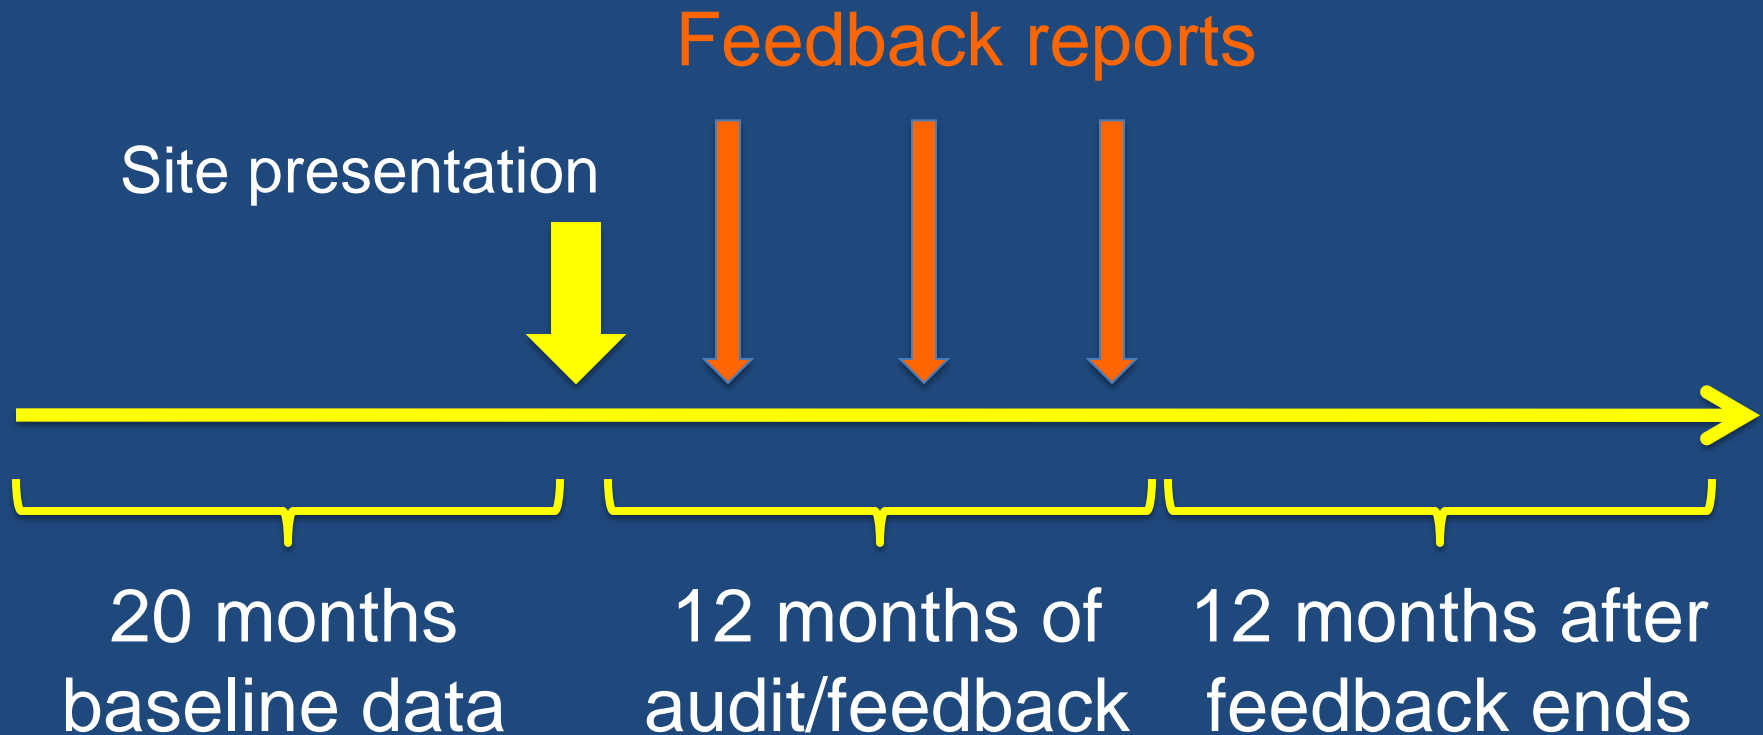 Feedback reports
Site presentation
20 months
baseline data
12 months of
audit/feedback
12 months after
feedback ends